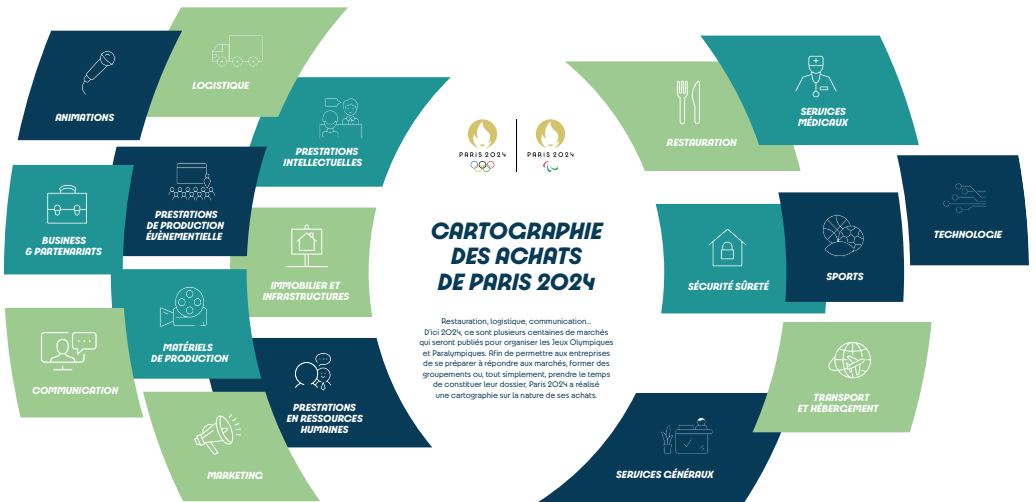 ANIMATIONS
LOGISTIQUE
PRESTATIONS
INTELLECTUELLES
BUSINESS
& PARTENARIATS
PRESTATIONS
DE PRODUCTION
ÉVÈNEMENTIELLE
IMMOBILIER ET
INFRASTRUCTURES
MATÉRIELS
DE PRODUCTION
COMMUNICATION
PRESTATIONS
EN RESSOURCES
HUMAINES
MARKETING
PARIS 2024
PARIS 2024
CARTOGRAPHIE
DES ACHATS
DE PARIS 2024
Restauration, logistique, communication...
D'ici 2024, ce sont plusieurs centaines de marchés
qui seront publiés pour organiser les Jeux Olympiques
et Paralympiques. Afin de permettre aux entreprises
de se préparer à répondre aux marchés, former des
groupements ou, tout simplement, prendre le temps
de constituer leur dossier, Paris 2024 a réalisé
une cartographie sur la nature de ses achats.
RESTAURATION
SERVICES
MÉDICAUX
TECHNOLOGIE
SÉCURITÉ SÛRETÉ
SPORTS
TRANSPORT
ET HÉBERGEMENT
SERVICES GÉNÉRAUX